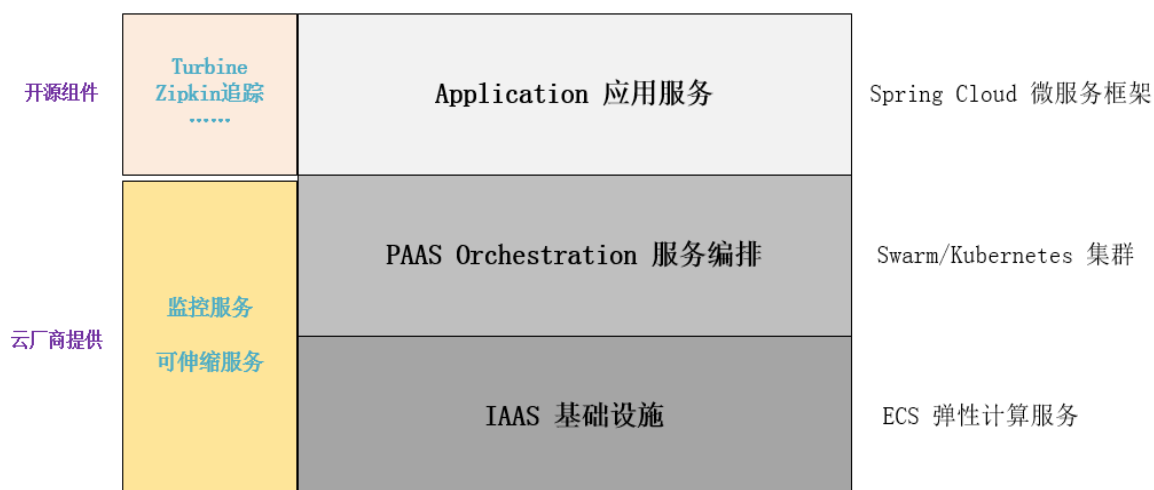 开源组件
Turbine
Zipkin追踪
......
Application 应用服务
Spring Cloud 微服务框架
PAAS Orchestration 服务编排
Swarm/Kubernetes 集群
云厂商提供
监控服务
可伸缩服务
IAAS 基础设施
ECS 弹性计算服务